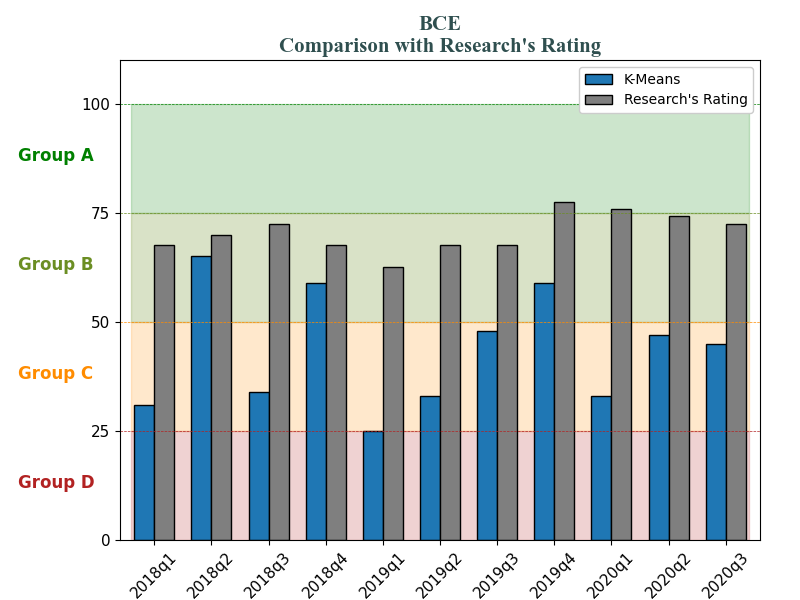 BCE
Comparison with Research's Rating
K-Means
Research's Rating
100
Group A
75
Group B
50
Group C
25
Group D
0
2018q1 2018q2 2018q3 2018q4 2019q1 2019q2 2019q3 2019q4 2020q1 2020q2 2020q3